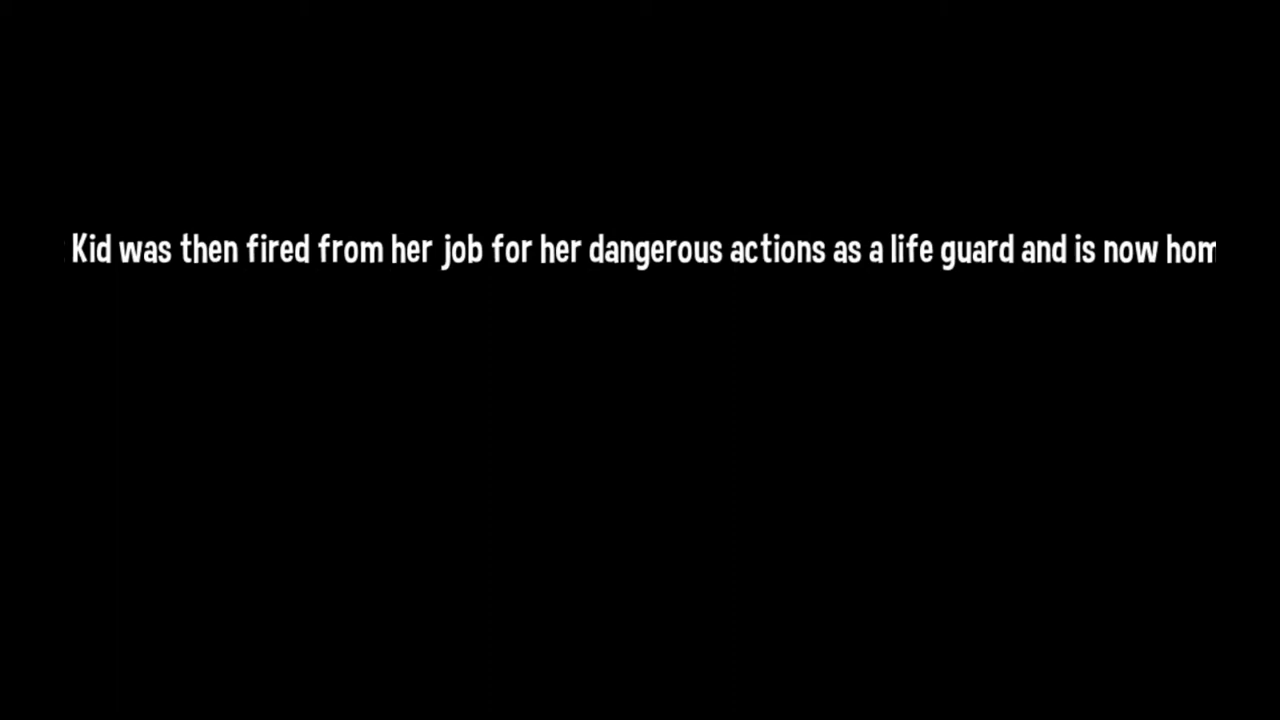 Kid was then fired from her job for her dangerous actions as a life guard and is now hom